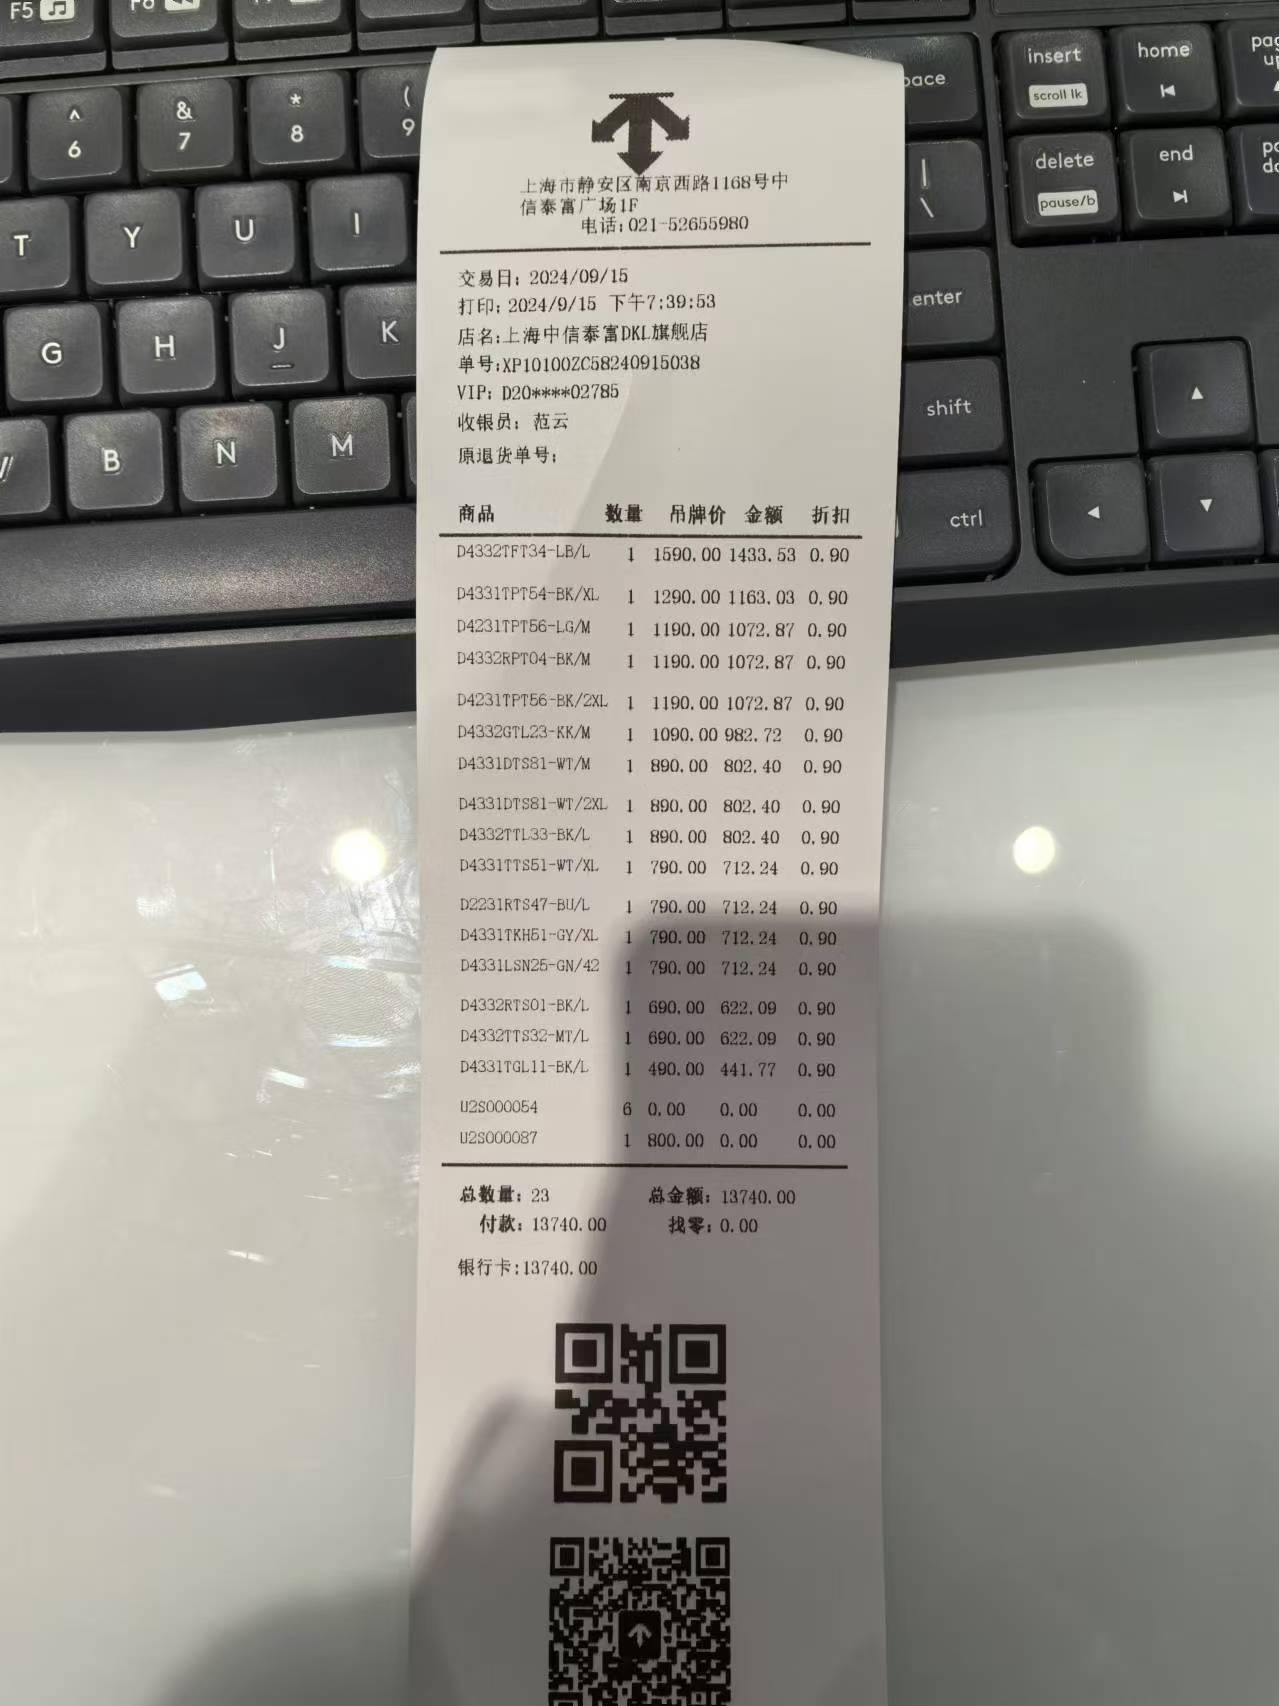 F5
6
& 7
* 8
( 9
insert
scroll lk
home
delete
pause/b
end
T
Y
U
I
G
H
J
K
B
N
M
enter
shift
ctrl
上海市静安区南京西路1168号中
信泰富广场1F
电话:021-52655980
交易日: 2024/09/15
打印: 2024/9/15 下午7:39:53
店名:上海中信泰富DKL旗舰店
单号:XP10100ZC58240915038
VIP: D20****02785
收银员: 范云
原退货单号:
商品 数量 吊牌价 金额 折扣
D4332TFT34-LB/L 1 1590.00 1433.53 0.90
D4331TPT54-BK/XL 1 1290.00 1163.03 0.90
D4231TPT56-LG/M 1 1190.00 1072.87 0.90
D4332RPT04-BK/M 1 1190.00 1072.87 0.90
D4231TPT56-BK/2XL 1 1190.00 1072.87 0.90
D4332GTL23-KK/M 1 1090.00 982.72 0.90
D4331DTS81-WT/M 1 890.00 802.40 0.90
D4331DTS81-WT/2XL 1 890.00 802.40 0.90
D4332TTL33-BK/L 1 890.00 802.40 0.90
D4331TTS51-WT/XL 1 790.00 712.24 0.90
D2231RTS47-BU/L 1 790.00 712.24 0.90
D4331TKH51-GY/XL 1 790.00 712.24 0.90
D4331LSN25-GN/42 1 790.00 712.24 0.90
D4332RTS01-BK/L 1 690.00 622.09 0.90
D4332TTS32-MT/L 1 690.00 622.09 0.90
D4331TGL11-BK/L 1 490.00 441.77 0.90
U2S000054 6 0.00 0.00 0.00
U2S000087 1 800.00 0.00 0.00
总数量: 23 总金额: 13740.00
付款: 13740.00 找零: 0.00
银行卡:13740.00